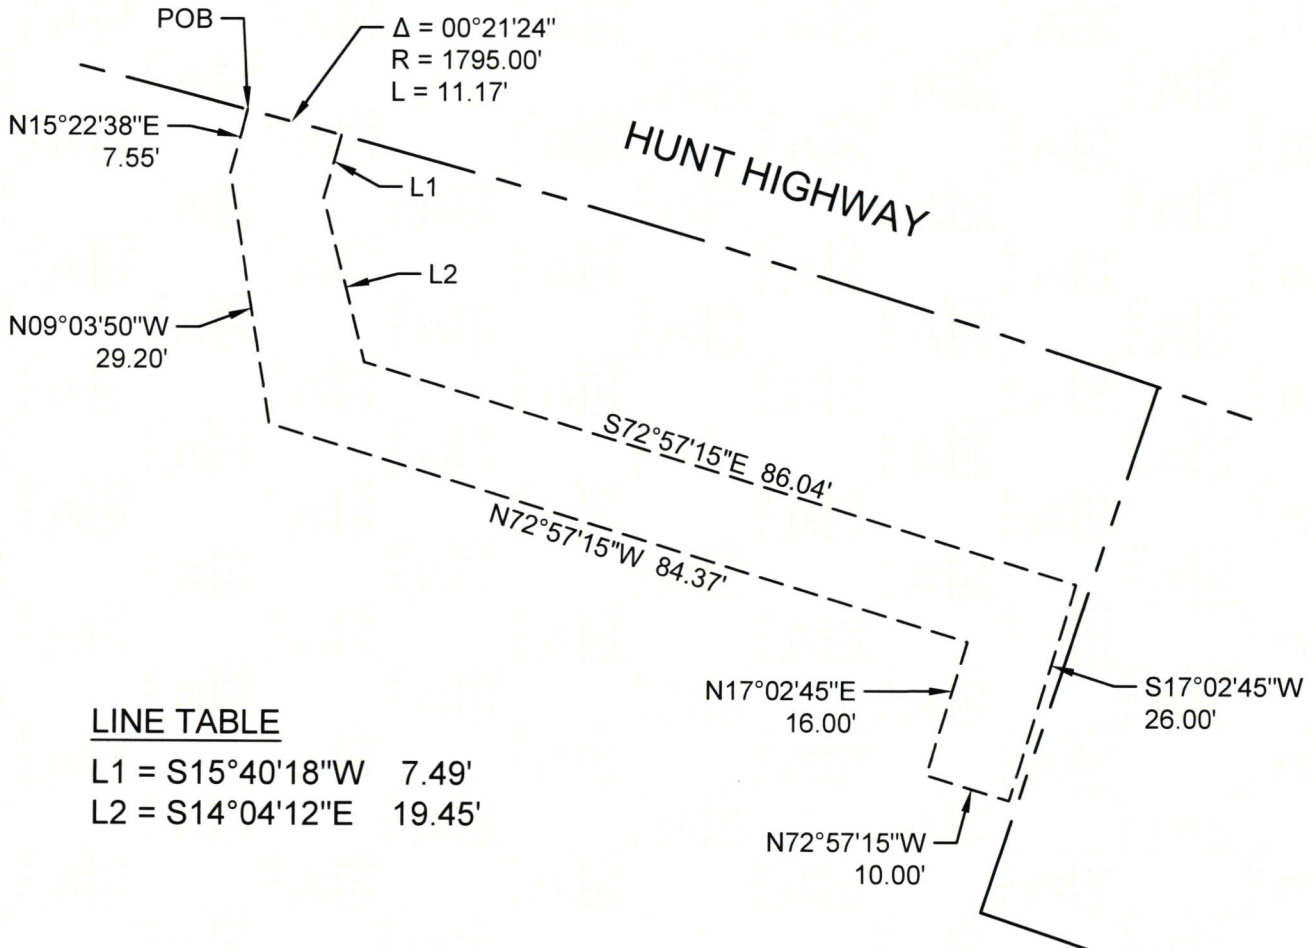 POB
Δ = 00°21'24"
R = 1795.00'
L = 11.17'
N15°22'38"E
7.55'
HUNT HIGHWAY
L1
L2
N09°03'50"W
29.20'
S72°57'15"E 86.04'
N72°57'15"W 84.37'
N17°02'45"E
16.00'
S17°02'45"W
26.00'
LINE TABLE
L1 = S15°40'18"W 7.49'
L2 = S14°04'12"E 19.45'
N72°57'15"W
10.00'